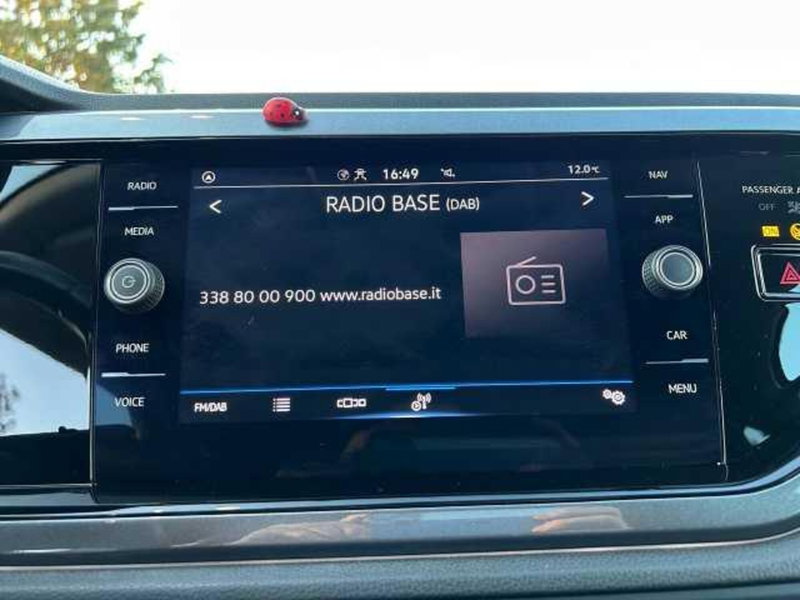 RADIO
MEDIA
PHONE
VOICE
16:49
12.0°C
RADIO BASE (DAB)
338 80 00 900 www.radiobase.it
FM/DAB
NAV
APP
CAR
MENU
PASSENGER A
OFF
ON